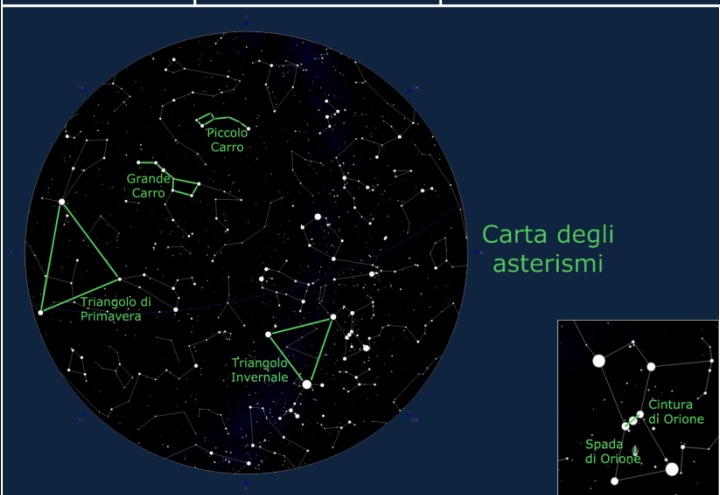 Piccolo
Carro
Grande
Carro
Carta degli
asterismi
Triangolo di
Primavera
Triangolo
Invernale
Cintura
di Orione
Spada
di Orione